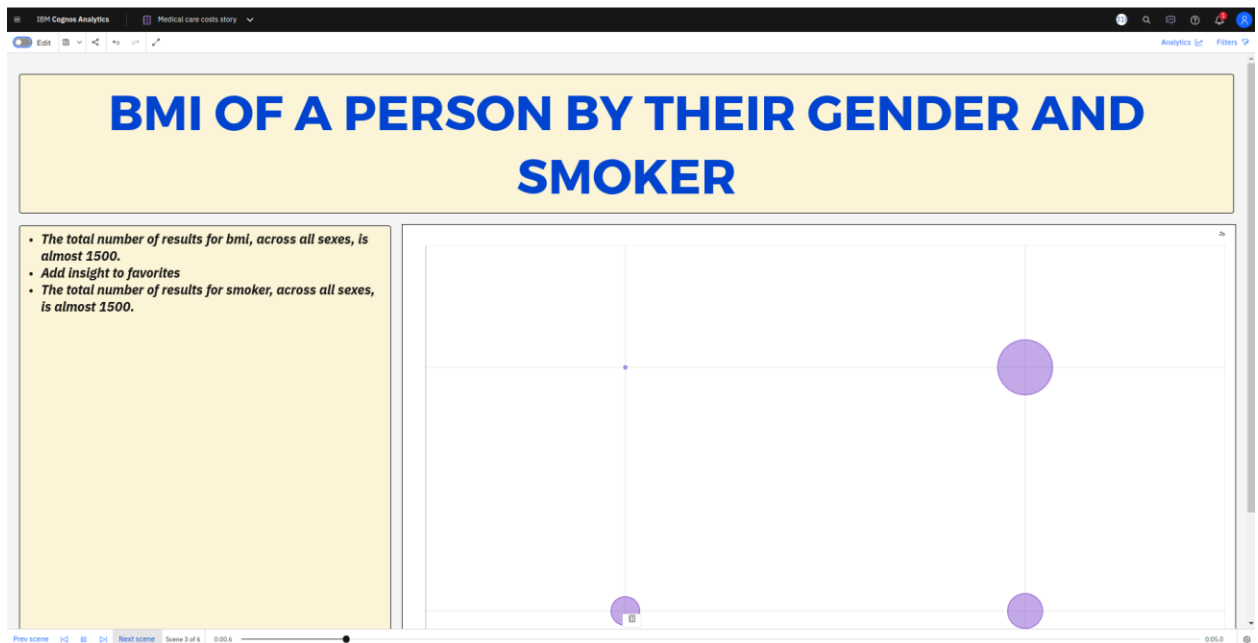 IBM Cognos Analytics
Medical care costs story
Edit
Analytics
Filters
BMI OF A PERSON BY THEIR GENDER AND
SMOKER
• The total number of results for bmi, across all sexes, is
almost 1500.
• Add insight to favorites
• The total number of results for smoker, across all sexes,
is almost 1500.
Prev scene
Next scene
Scene 3 of 6
0:00.6
0:05.0